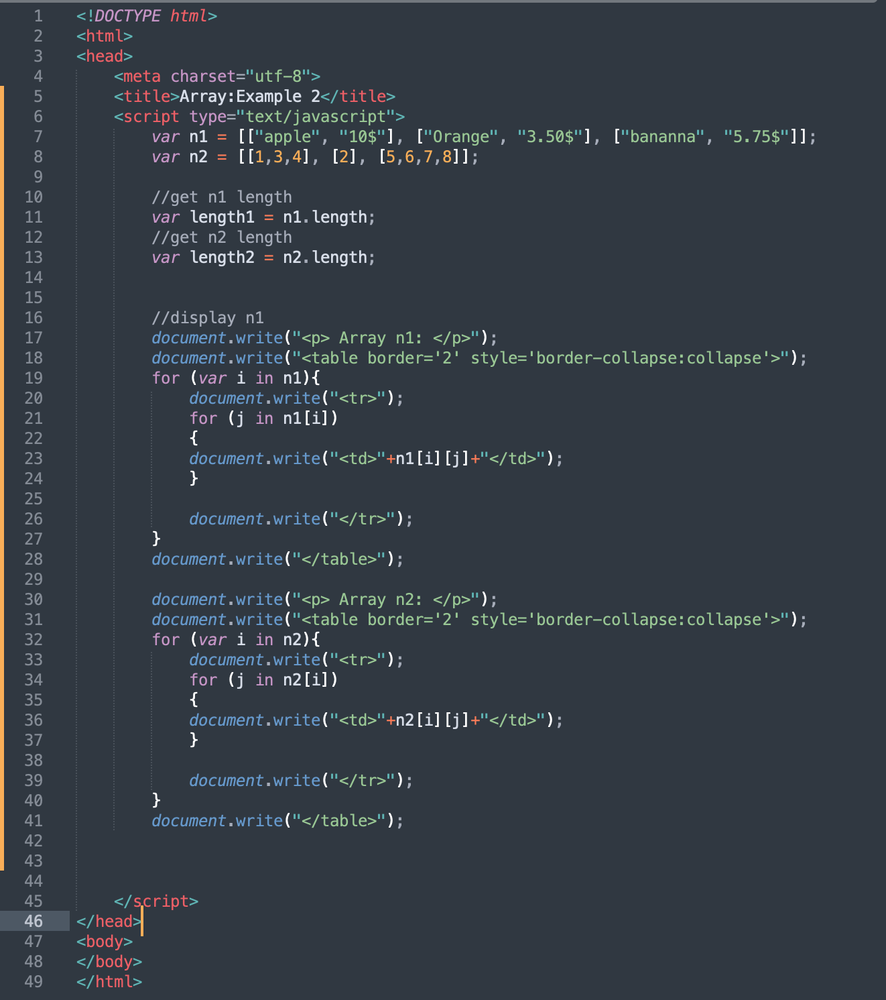 1 <!DOCTYPE html>
2 <html>
3 <head>
4     <meta charset="utf-8">
5     <title>Array:Example 2</title>
6     <script type="text/javascript">
7         var n1 = [["apple", "10$"], ["Orange", "3.50$"], ["bananna", "5.75$"]];
8         var n2 = [[1,3,4], [2], [5,6,7,8]];
9
10         //get n1 length
11         var length1 = n1.length;
12         //get n2 length
13         var length2 = n2.length;
14
15
16         //display n1
17         document.write("<p> Array n1: </p>");
18         document.write("<table border='2' style='border-collapse:collapse'>");
19         for (var i in n1){
20             document.write("<tr>");
21             for (j in n1[i])
22             {
23             document.write("<td>"+n1[i][j]+"</td>");
24             }
25
26             document.write("</tr>");
27         }
28         document.write("</table>");
29
30         document.write("<p> Array n2: </p>");
31         document.write("<table border='2' style='border-collapse:collapse'>");
32         for (var i in n2){
33             document.write("<tr>");
34             for (j in n2[i])
35             {
36             document.write("<td>"+n2[i][j]+"</td>");
37             }
38
39             document.write("</tr>");
40         }
41         document.write("</table>");
42
43
44
45     </script>
46 </head>
47 <body>
48 </body>
49 </html>